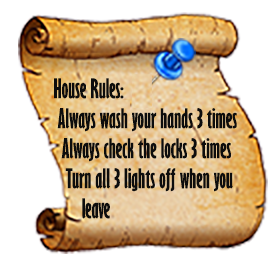 House Rules:
Always wash your hands 3 times
Always check the locks 3 times
Turn all 3 lights off when you
leave